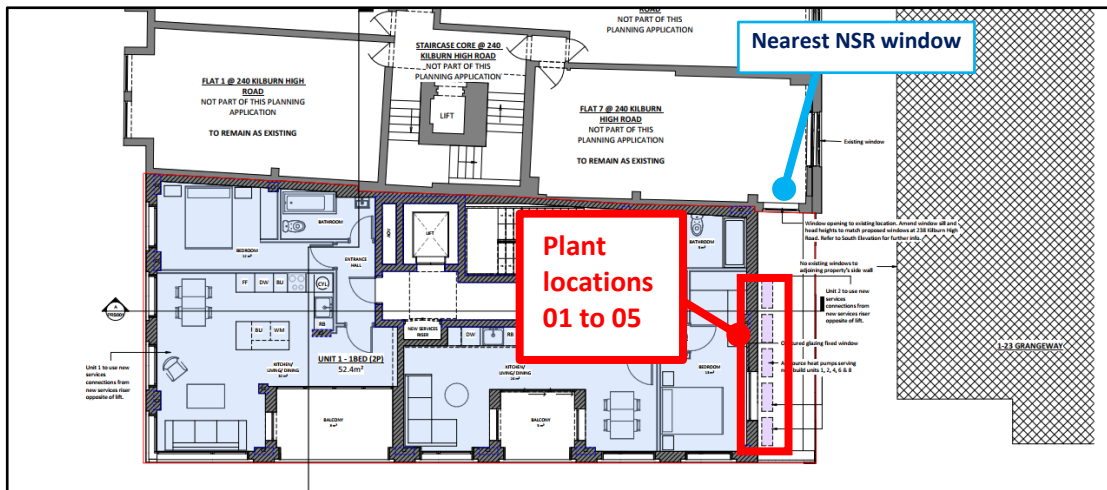 ROAD
NOT PART OF THIS
PLANNING APPLICATION
Nearest NSR window
STAIRCASE CORE @ 240
KILBURN HIGH ROAD
NOT PART OF THIS
PLANNING APPLICATION
FLAT 1 @ 240 KILBURN HIGH
ROAD
NOT PART OF THIS PLANNING
APPLICATION
TO REMAIN AS EXISTING
LIFT
FLAT 7 @ 240 KILBURN
HIGH ROAD
NOT PART OF THIS
PLANNING APPLICATION
TO REMAIN AS EXISTING
Existing window
Window opening to existing location. Amend window sill and
head heights to match proposed windows at 238 Kilburn High
Road. Refer to South Elevation for further info.
BATHROOM
BEDROOM
ENTRANCE
HALL
AOV
LIFT
BATHROOM
Plant
locations
01 to 05
No existing windows to
adjoining property's side wall
Unit 2 to use new
services
connections from
new services riser
opposite of lift.
FF
DW
BU
CYL
RB
BU
WM
NEW SERVICES
RISER
DW
RB
1-23 GRANGEWAY
A
Unit 1 to use new
services
connections from
new services riser
opposite of lift.
UNIT 1 - 1BED (2P)
52.4m²
KITCHEN/
LIVING/DINING
KITCHEN/
LIVING/DINING
BEDROOM
BALCONY
BALCONY
glazing fixed window
heat pumps serving
build units 1, 2, 4, 6 & 8